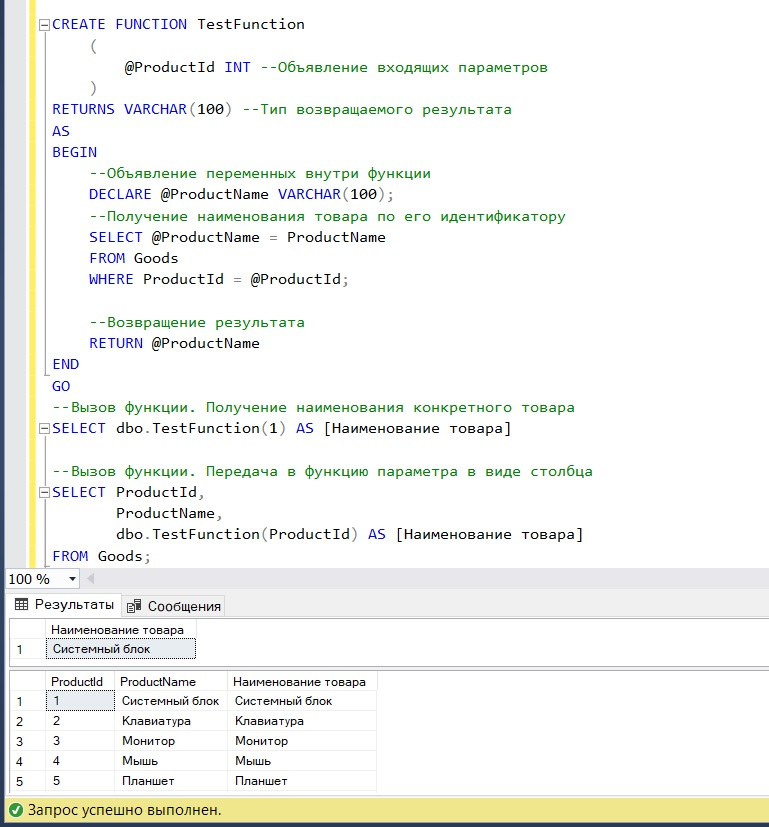 CREATE FUNCTION TestFunction
(
@ProductId INT --Объявление входящих параметров
)
RETURNS VARCHAR(100) --Тип возвращаемого результата
AS
BEGIN
--Объявление переменных внутри функции
DECLARE @ProductName VARCHAR(100);
--Получение наименования товара по его идентификатору
SELECT @ProductName = ProductName
FROM Goods
WHERE ProductId = @ProductId;
--Возвращение результата
RETURN @ProductName
END
GO
--Вызов функции. Получение наименования конкретного товара
SELECT dbo.TestFunction(1) AS [Наименование товара]
--Вызов функции. Передача в функцию параметра в виде столбца
SELECT ProductId,
ProductName,
dbo.TestFunction(ProductId) AS [Наименование товара]
FROM Goods;
100 %
Результаты Сообщения
Наименование товара
1 Системный блок
ProductId ProductName Наименование товара
1 1 Системный блок Системный блок
2 2 Клавиатура Клавиатура
3 3 Монитор Монитор
4 4 Мышь Мышь
5 5 Планшет Планшет
Запрос успешно выполнен.